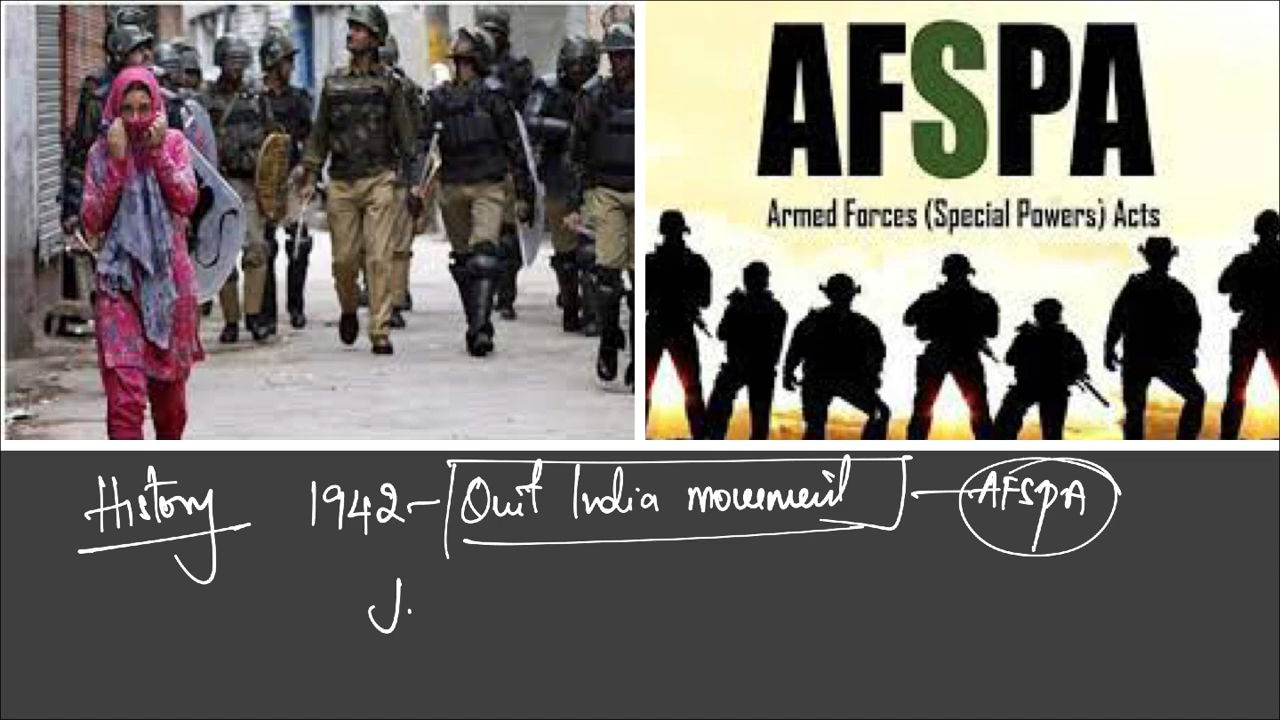 AFSPA
Armed Forces (Special Powers) Acts
History 1942 - Quit India movement - AFSPA
J.